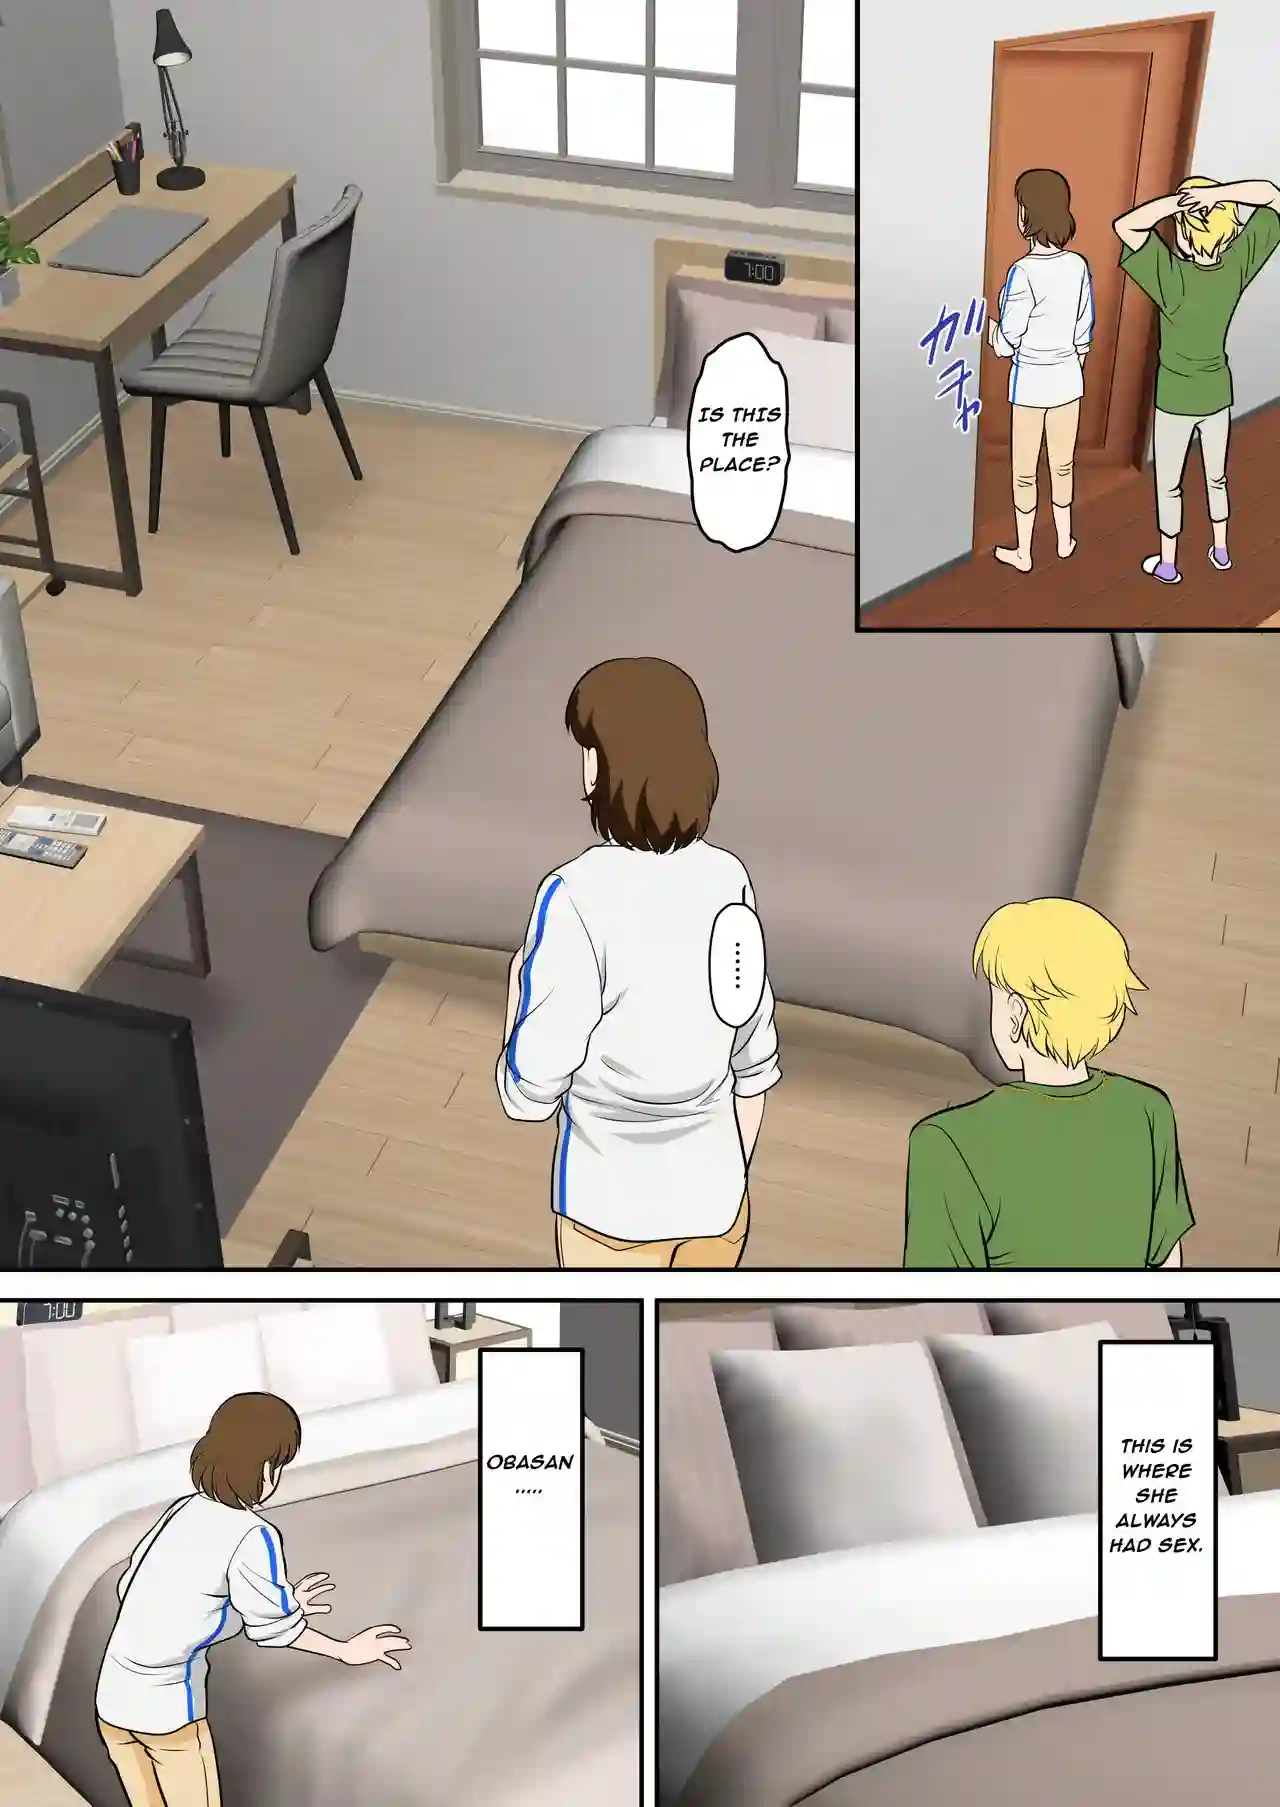 ガチャ
7:00
IS THIS
THE
PLACE?
......
7:00
THIS IS
WHERE
SHE
ALWAYS
HAD SEX.
OBASAN
.....